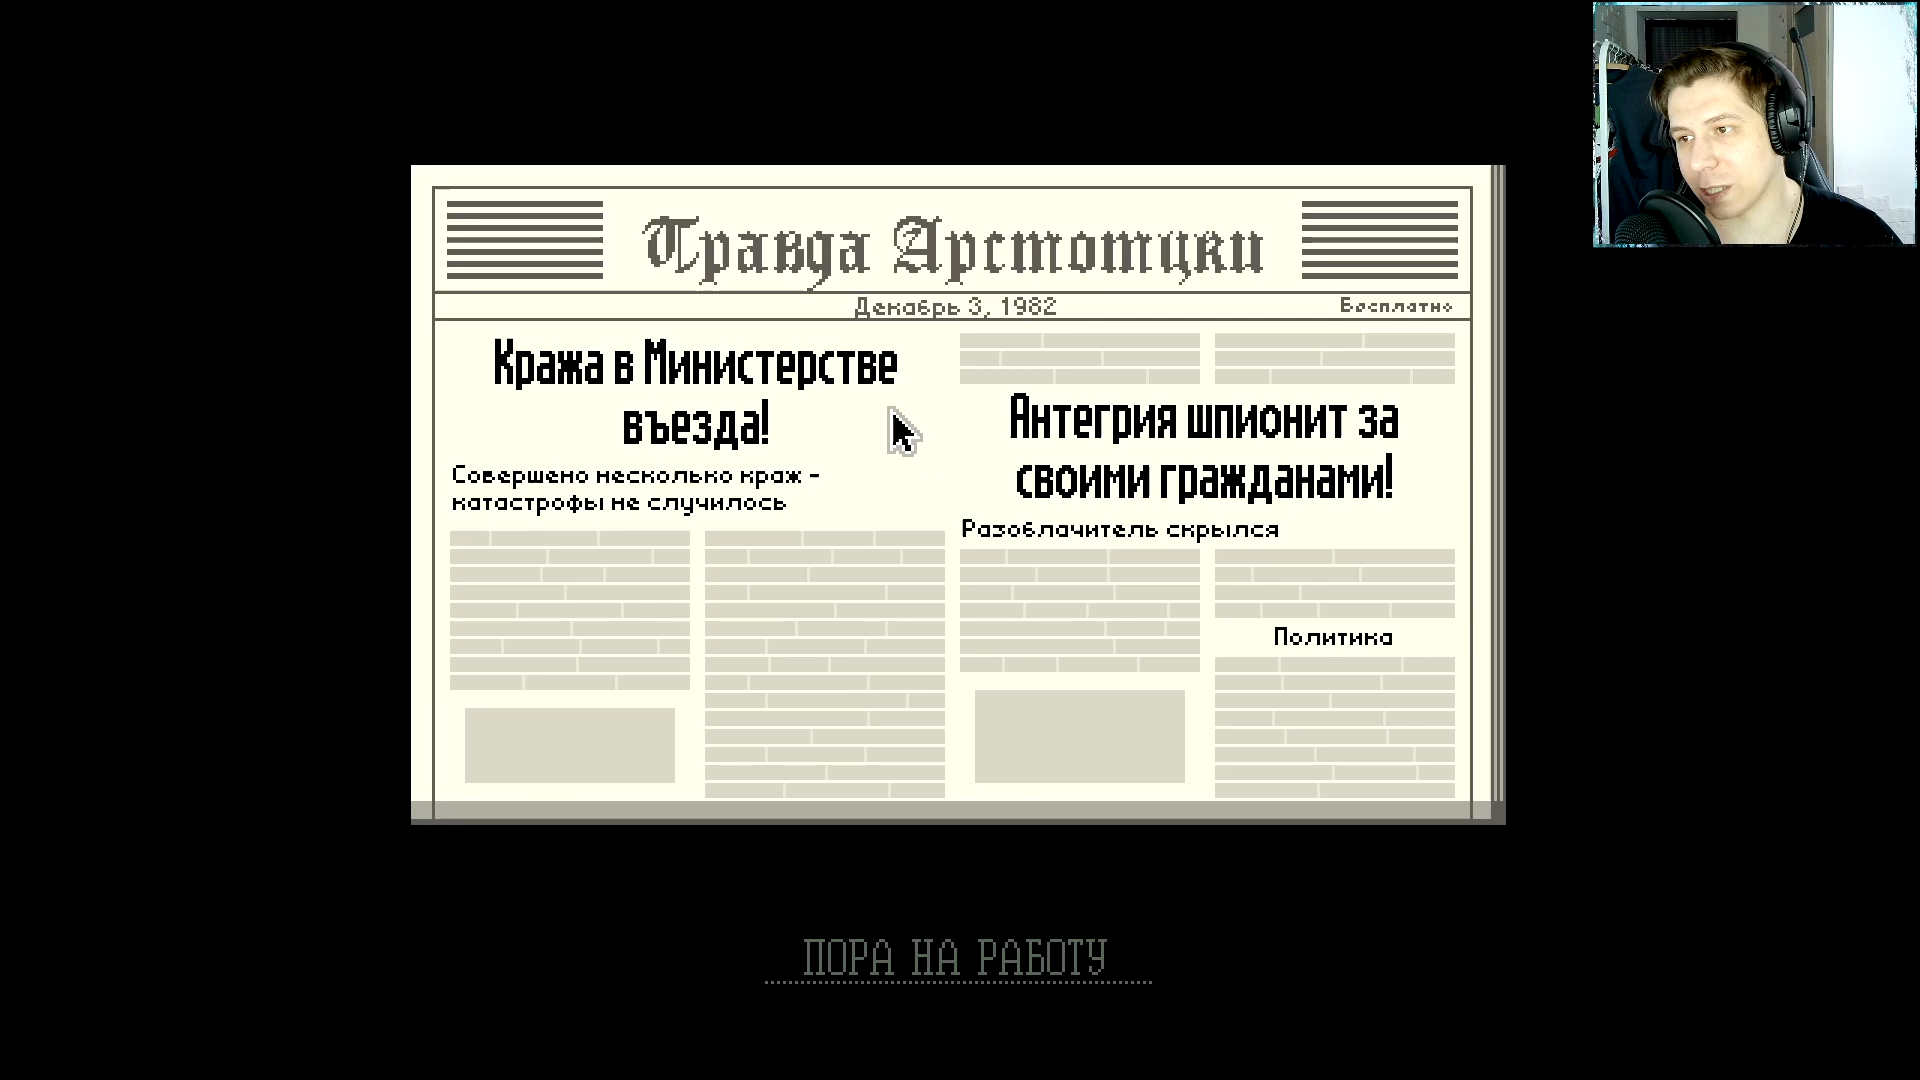 Правда Арстотцки
Декабрь 3, 1982
Бесплатно
Кража в Министерстве
въезда!
Совершено несколько краж -
катастрофы не случилось
Антегрия шпионит за
своими гражданами!
Разоблачитель скрылся
Политика
ПОРА НА РАБОТУ